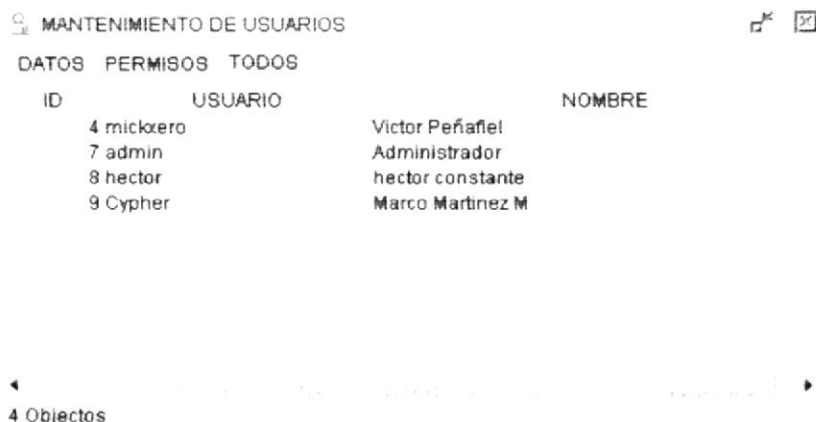 MANTENIMIENTO DE USUARIOS
DATOS PERMISOS TODOS
ID USUARIO NOMBRE
4 mickxero Victor Peñafiel
7 admin Administrador
8 hector hector constante
9 Cypher Marco Martinez M
4 Objectos